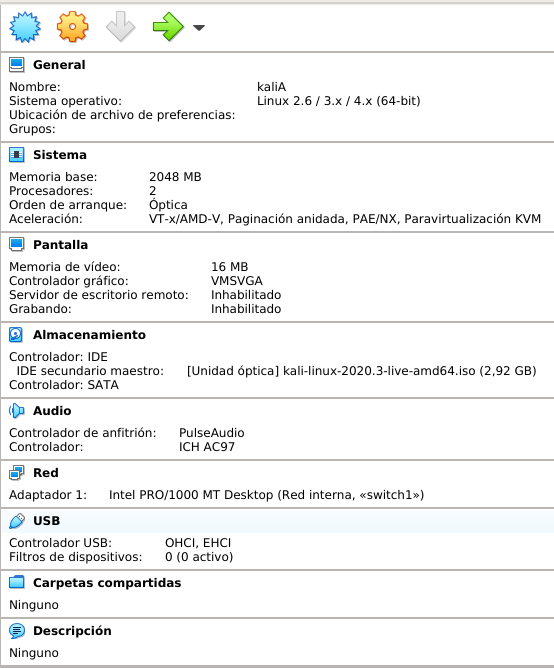 General
Nombre: kaliA
Sistema operativo: Linux 2.6 / 3.x / 4.x (64-bit)
Ubicación de archivo de preferencias:
Grupos:
Sistema
Memoria base: 2048 MB
Procesadores: 2
Orden de arranque: Óptica
Aceleración: VT-x/AMD-V, Paginación anidada, PAE/NX, Paravirtualización KVM
Pantalla
Memoria de vídeo: 16 MB
Controlador gráfico: VMSVGA
Servidor de escritorio remoto: Inhabilitado
Grabando: Inhabilitado
Almacenamiento
Controlador: IDE
IDE secundario maestro: [Unidad óptica] kali-linux-2020.3-live-amd64.iso (2,92 GB)
Controlador: SATA
Audio
Controlador de anfitrión: PulseAudio
Controlador: ICH AC97
Red
Adaptador 1: Intel PRO/1000 MT Desktop (Red interna, «switch1»)
USB
Controlador USB: OHCI, EHCI
Filtros de dispositivos: 0 (0 activo)
Carpetas compartidas
Ninguno
Descripción
Ninguno